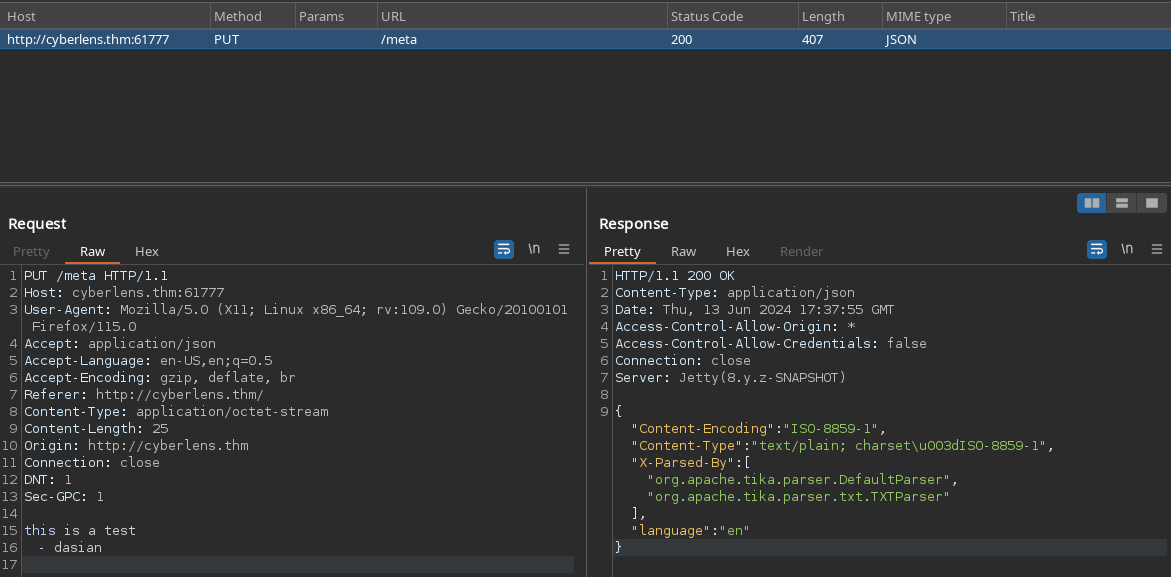 Host Method Params URL Status Code Length MIME type Title
http://cyberlens.thm:61777 PUT /meta 200 407 JSON
Request
Pretty Raw Hex \n
1 PUT /meta HTTP/1.1
2 Host: cyberlens.thm:61777
3 User-Agent: Mozilla/5.0 (X11; Linux x86_64; rv:109.0) Gecko/20100101
Firefox/115.0
4 Accept: application/json
5 Accept-Language: en-US,en;q=0.5
6 Accept-Encoding: gzip, deflate, br
7 Referer: http://cyberlens.thm/
8 Content-Type: application/octet-stream
9 Content-Length: 25
10 Origin: http://cyberlens.thm
11 Connection: close
12 DNT: 1
13 Sec-GPC: 1
14
15 this is a test
16 - dasian
17
Response
Pretty Raw Hex Render \n
1 HTTP/1.1 200 OK
2 Content-Type: application/json
3 Date: Thu, 13 Jun 2024 17:37:55 GMT
4 Access-Control-Allow-Origin: *
5 Access-Control-Allow-Credentials: false
6 Connection: close
7 Server: Jetty(8.y.z-SNAPSHOT)
8
9 {
"Content-Encoding":"ISO-8859-1",
"Content-Type":"text/plain; charset\u003dISO-8859-1",
"X-Parsed-By":[
"org.apache.tika.parser.DefaultParser",
"org.apache.tika.parser.txt.TXTParser"
],
"language":"en"
}